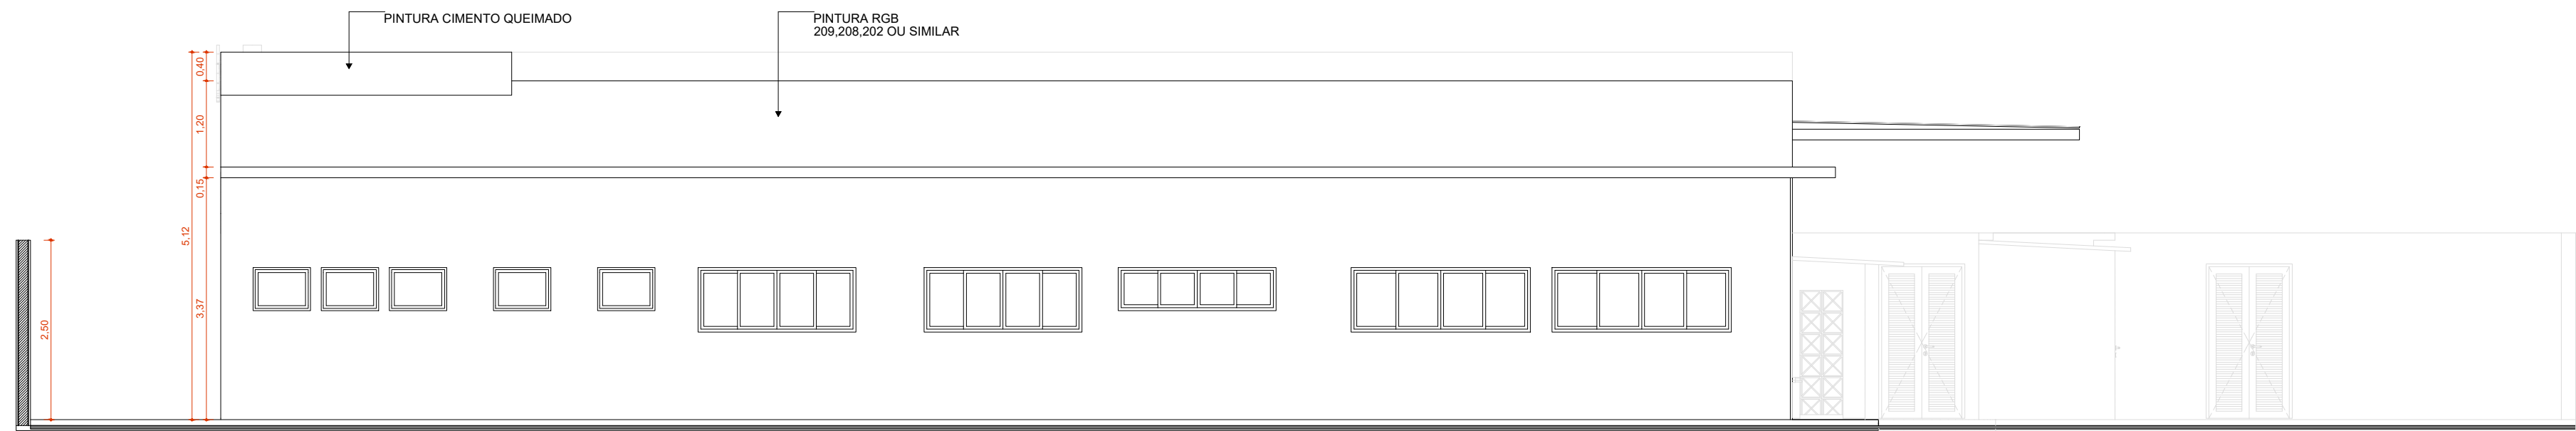 PINTURA CIMENTO QUEIMADO
PINTURA RGB
209,208,202 OU SIMILAR
0,40
1,20
0,15
5,12
3,37
2,50